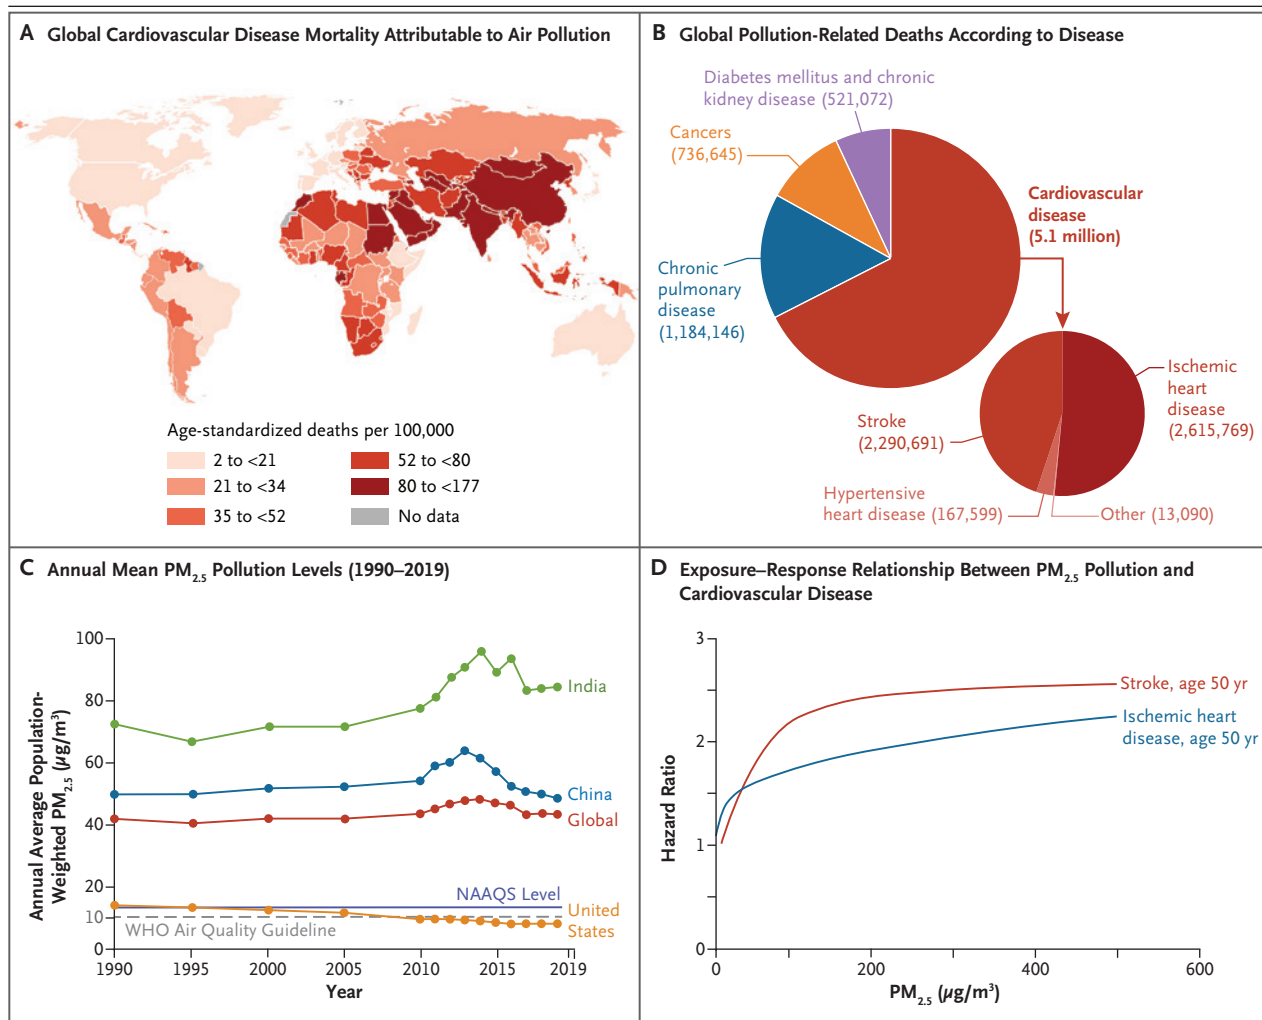 A Global Cardiovascular Disease Mortality Attributable to Air Pollution
Age-standardized deaths per 100,000
2 to <21
21 to <34
35 to <52
52 to <80
80 to <177
No data
B Global Pollution-Related Deaths According to Disease
Diabetes mellitus and chronic
kidney disease (521,072)
Cancers
(736,645)
Chronic
pulmonary
disease
(1,184,146)
Cardiovascular
disease
(5.1 million)
Ischemic
heart
disease
(2,615,769)
Stroke
(2,290,691)
Hypertensive
heart disease (167,599)
Other (13,090)
C Annual Mean PM2.5 Pollution Levels (1990–2019)
Annual Average Population-
Weighted PM2.5 (µg/m³)
100
80
60
40
20
10
0
India
China
Global
NAAQS Level
United
States
WHO Air Quality Guideline
1990
1995
2000
2005
2010
2015
2019
Year
D Exposure–Response Relationship Between PM2.5 Pollution and
Cardiovascular Disease
Hazard Ratio
3
2
1
0
Stroke, age 50 yr
Ischemic heart
disease, age 50 yr
0
200
400
600
PM2.5 (µg/m³)